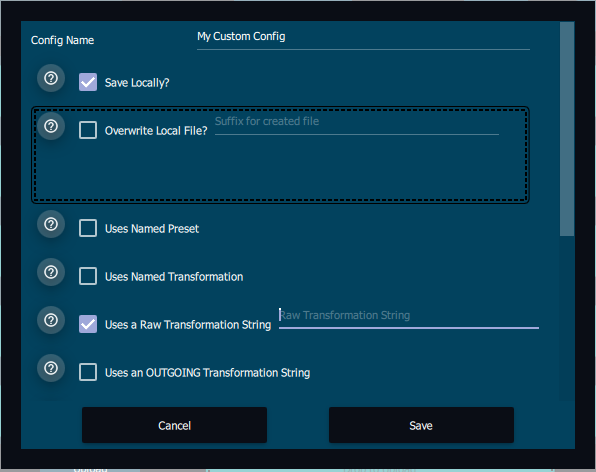 Config Name
My Custom Config
Save Locally?
Overwrite Local File?
Suffix for created file
Uses Named Preset
Uses Named Transformation
Uses a Raw Transformation String
Raw Transformation String
Uses an OUTGOING Transformation String
Cancel
Save